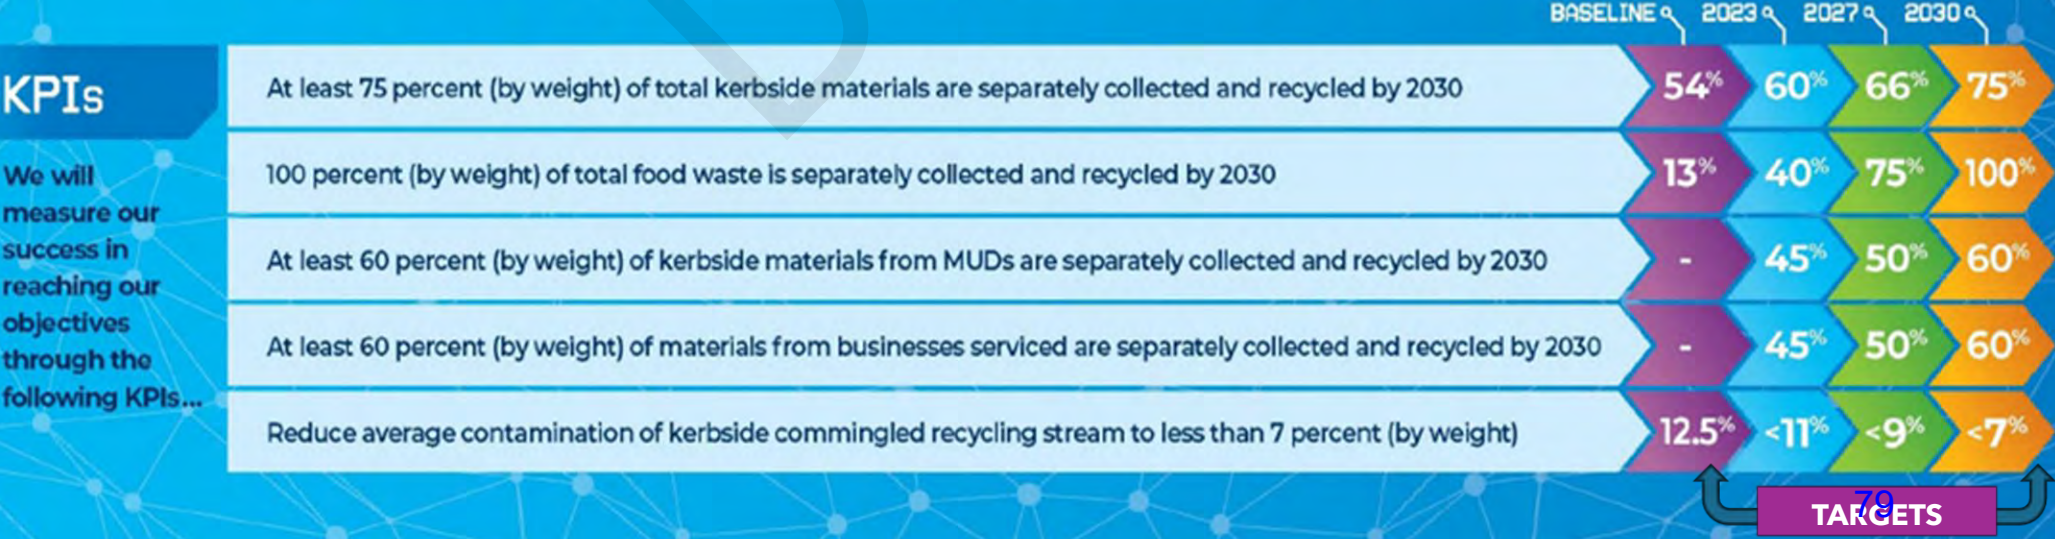 BASELINE 2023 2027 2030
KPIs
We will
measure our
success in
reaching our
objectives
through the
following KPIs...
At least 75 percent (by weight) of total kerbside materials are separately collected and recycled by 2030 54% 60% 66% 75%
100 percent (by weight) of total food waste is separately collected and recycled by 2030 13% 40% 75% 100%
At least 60 percent (by weight) of kerbside materials from MUDs are separately collected and recycled by 2030 - 45% 50% 60%
At least 60 percent (by weight) of materials from businesses serviced are separately collected and recycled by 2030 - 45% 50% 60%
Reduce average contamination of kerbside commingled recycling stream to less than 7 percent (by weight) 12.5% <11% <9% <7%
79
TARGETS